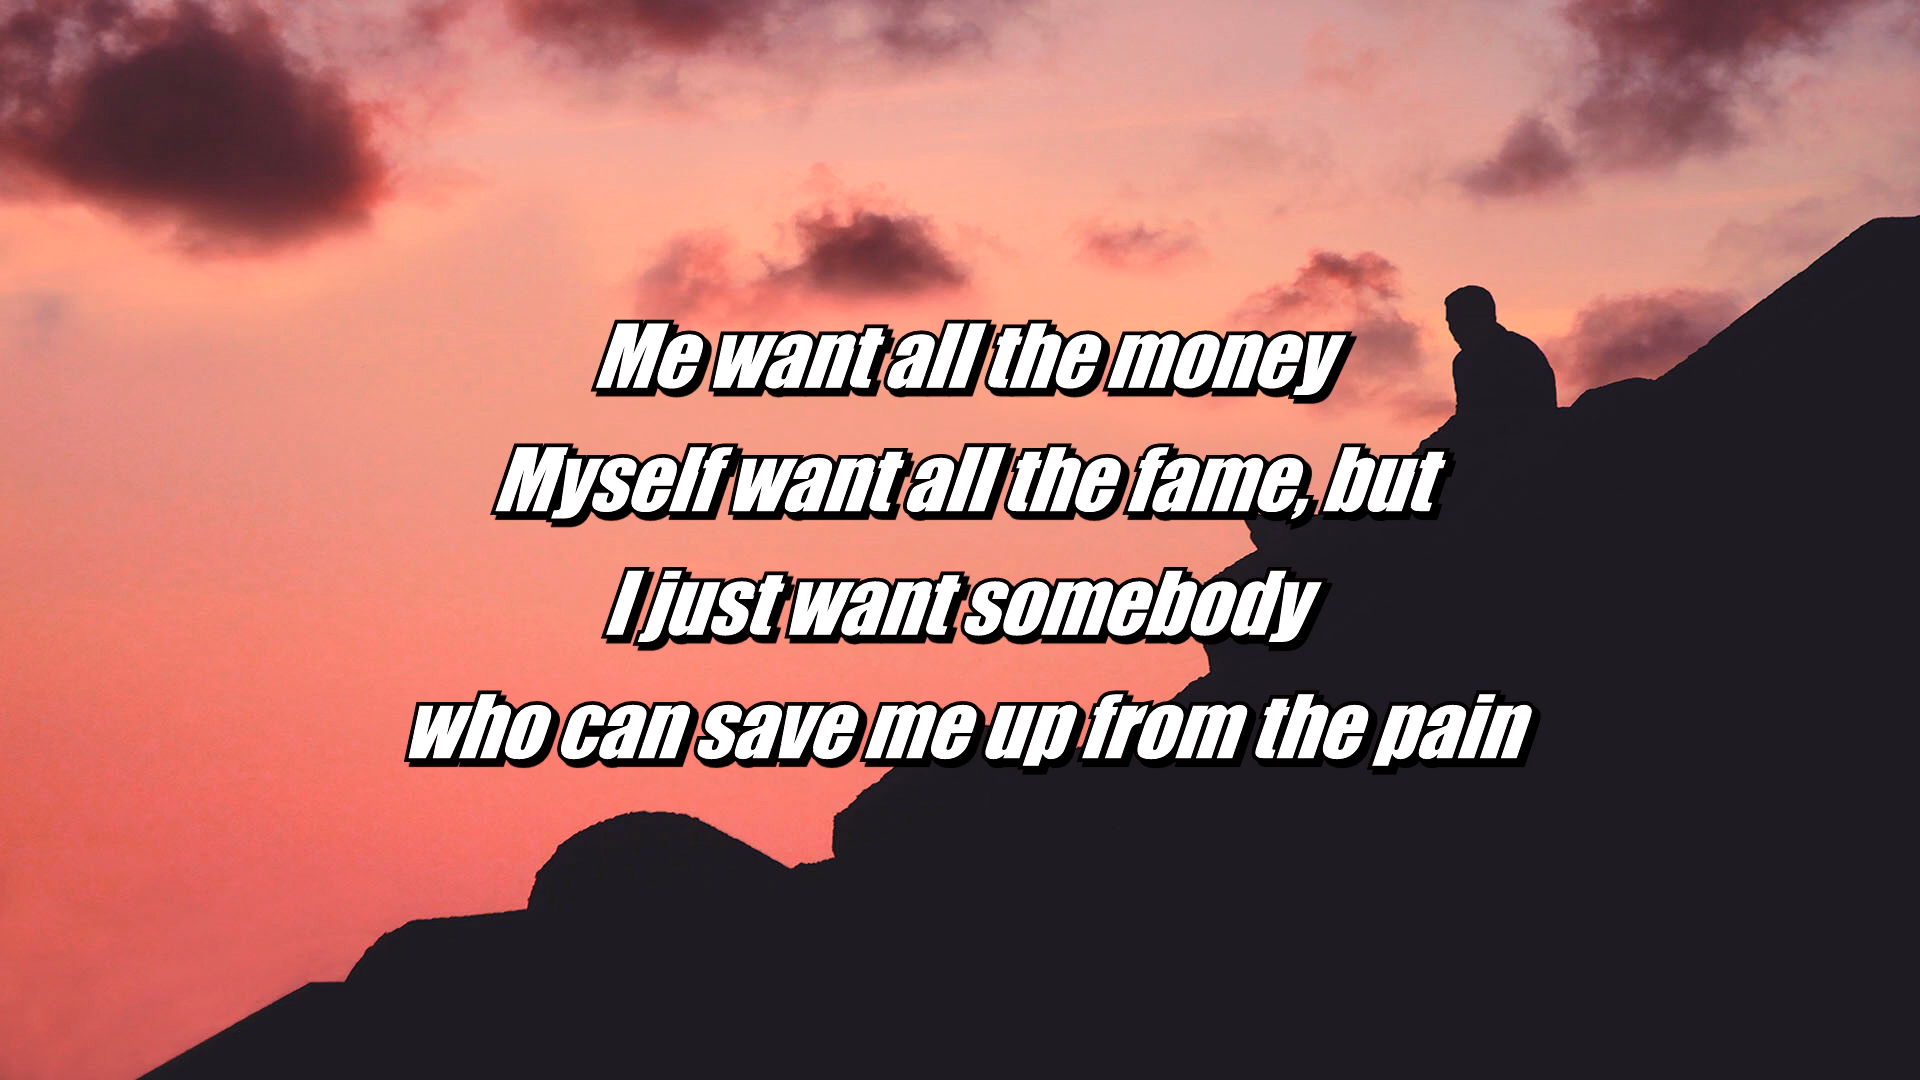 Me want all the money
Myself want all the fame, but
I just want somebody
who can save me up from the pain